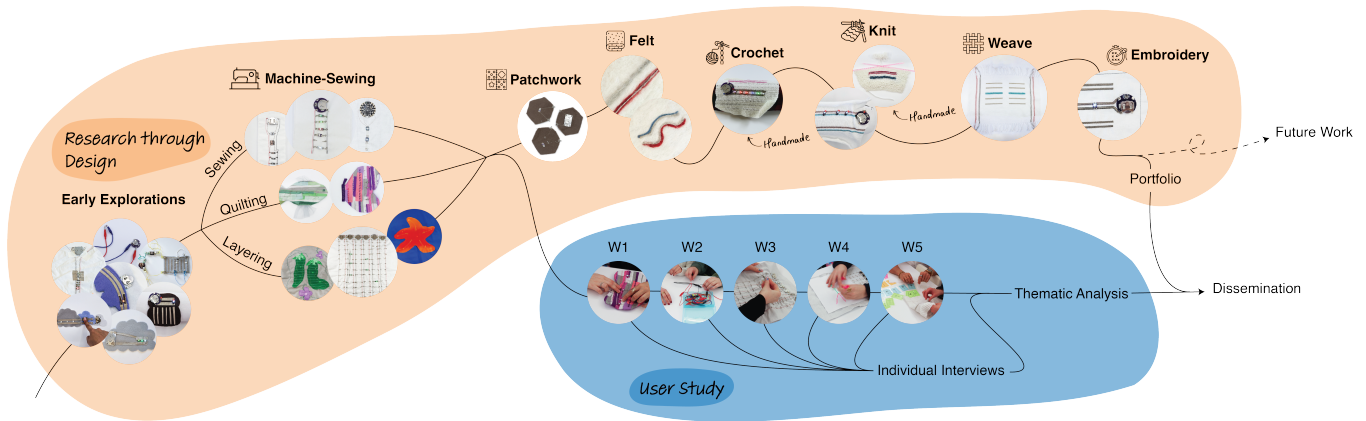 Research through
Design
Early Explorations
Machine-Sewing
Sewing
Quilting
Layering
Patchwork
Felt
Crochet
Handmade
Knit
Handmade
Weave
Embroidery
Future Work
Portfolio
W1
W2
W3
W4
W5
Thematic Analysis
Dissemination
Individual Interviews
User Study